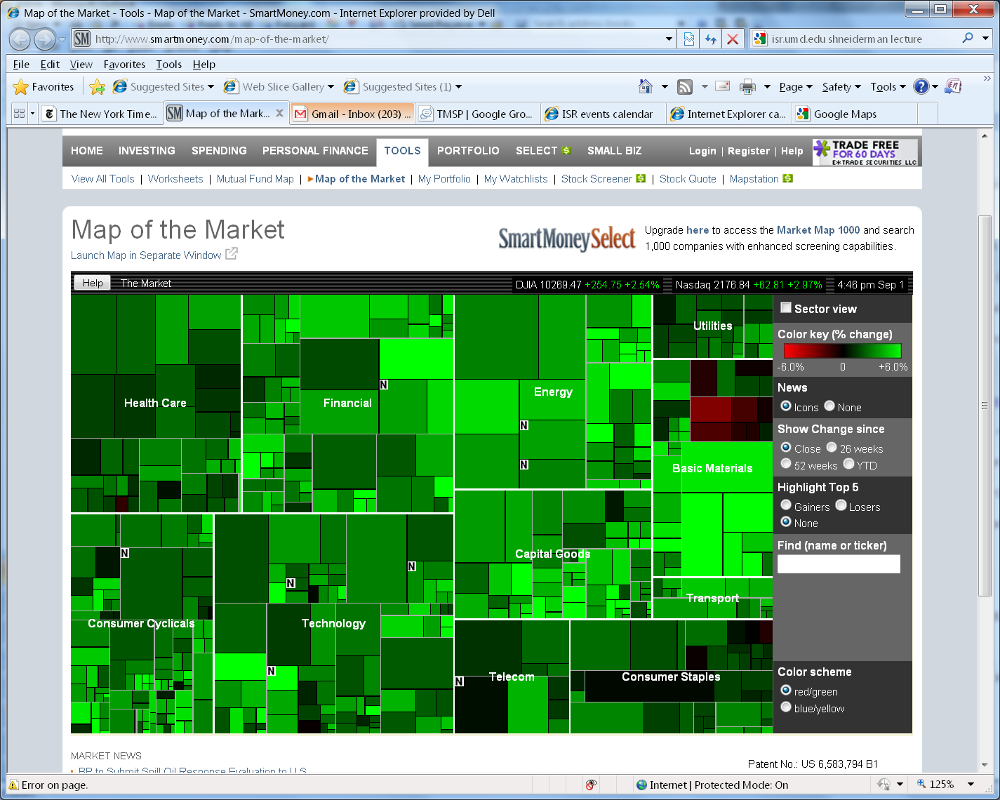 Map of the Market - Tools - Map of the Market - SmartMoney.com - Internet Explorer provided by Dell
SM http://www.smartmoney.com/map-of-the-market/ isr.umd.edu shneiderman lecture
File Edit View Favorites Tools Help
Favorites Suggested Sites Web Slice Gallery Suggested Sites (1) Page Safety Tools
The New York Time... SM Map of the Mark... Gmail - Inbox (203) ... TMSP | Google Gro... ISR events calendar Internet Explorer ca... Google Maps
HOME INVESTING SPENDING PERSONAL FINANCE TOOLS PORTFOLIO SELECT SMALL BIZ Login | Register | Help
TRADE FREE
FOR 60 DAYS
E*TRADE SECURITIES LLC
View All Tools | Worksheets | Mutual Fund Map | Map of the Market | My Portfolio | My Watchlists | Stock Screener | Stock Quote | Mapstation
Map of the Market
Launch Map in Separate Window
SmartMoneySelect
Upgrade here to access the Market Map 1000 and search
1,000 companies with enhanced screening capabilities.
Help The Market DJIA 10269.47 +254.75 +2.54% Nasdaq 2176.84 +62.81 +2.97% 4:46 pm Sep 1
Health Care
Financial
N
Energy
N
N
Utilities
Basic Materials
Capital Goods
Transport
N
Consumer Cyclicals
N
N
Technology
N
N
Telecom
Consumer Staples
Sector view
Color key (% change)
-6.0% 0 +6.0%
News
Icons None
Show Change since
Close 26 weeks
52 weeks YTD
Highlight Top 5
Gainers Losers
None
Find (name or ticker)
Color scheme
red/green
blue/yellow
MARKET NEWS
Patent No.: US 6,583,794 B1
BP to Submit Spill Oil Response Evaluation to U.S.
Error on page. Internet | Protected Mode: On 125%